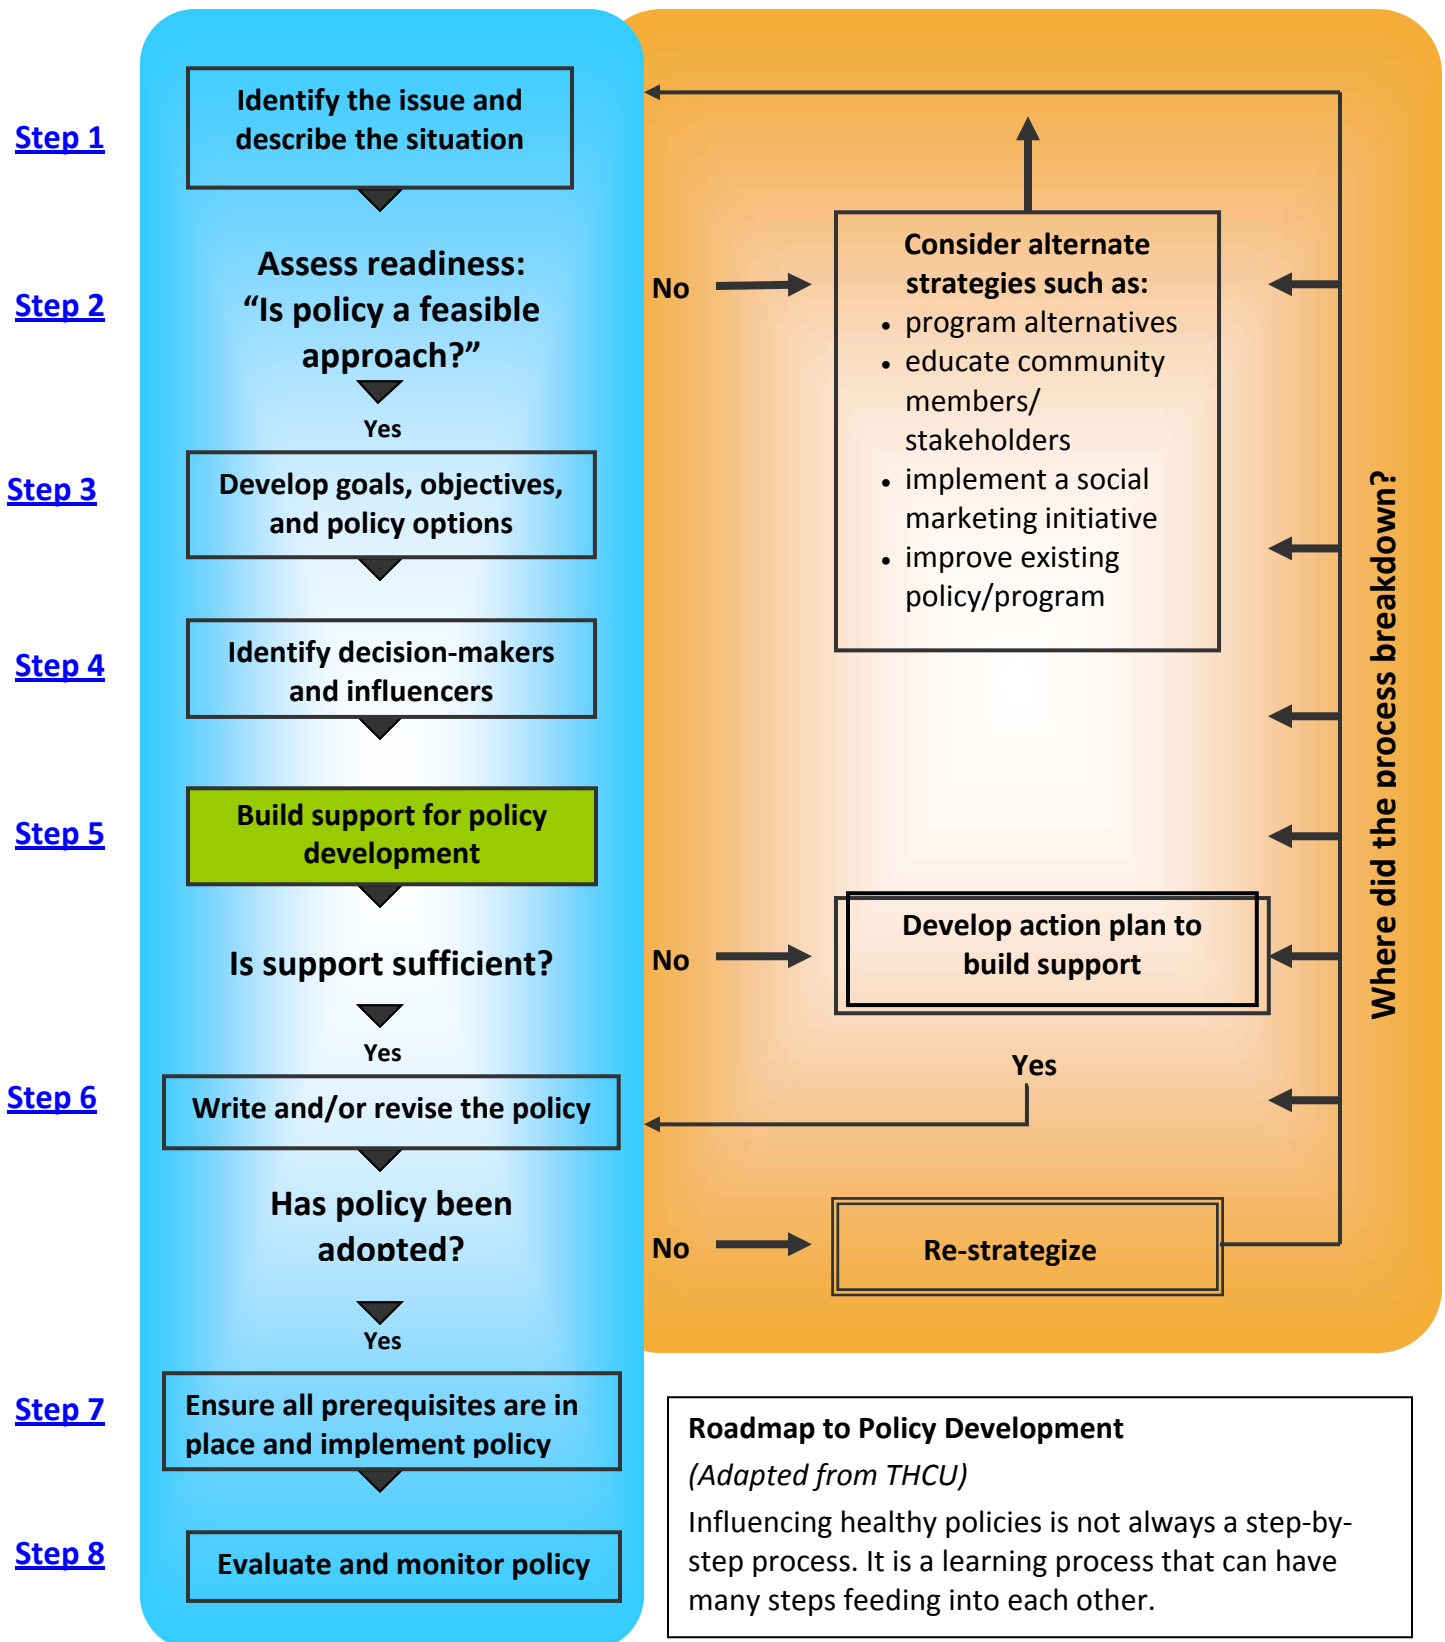 Step 1
Identify the issue and
describe the situation
Step 2
Assess readiness:
“Is policy a feasible
approach?”
No
Consider alternate
strategies such as:
• program alternatives
• educate community
members/
stakeholders
• implement a social
marketing initiative
• improve existing
policy/program
Yes
Step 3
Develop goals, objectives,
and policy options
Step 4
Identify decision-makers
and influencers
Step 5
Build support for policy
development
Is support sufficient?
No
Develop action plan to
build support
Yes
Yes
Step 6
Write and/or revise the policy
Has policy been
adopted?
No
Re-strategize
Where did the process breakdown?
Yes
Step 7
Ensure all prerequisites are in
place and implement policy
Step 8
Evaluate and monitor policy
Roadmap to Policy Development
(Adapted from THCU)
Influencing healthy policies is not always a step-by-
step process. It is a learning process that can have
many steps feeding into each other.